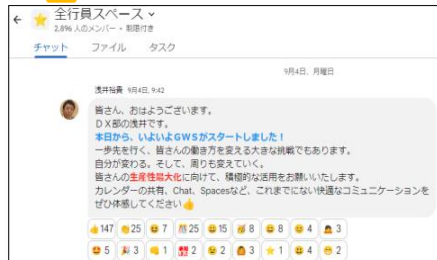 全行員スペース
2,896 人のメンバー・制限付き
チャット ファイル タスク
9月4日、月曜日
浅井裕貴 9月4日, 9:42
皆さん、おはようございます。
DX部の浅井です。
本日から、いよいよGWSがスタートしました！
一歩先を行く、皆さんの働き方を変える大きな挑戦でもあります。
自分が変わる。そして、周りも変えていく。
皆さんの生産性最大化に向けて、積極的な活用をお願いいたします。
カレンダーの共有、Chat、Spacesなど、これまでにない快適なコミュニケーションを
ぜひ体感してください👍
147 25 7 25 15 8 8 4 3
5 3 1 2 2 3 1 4 2